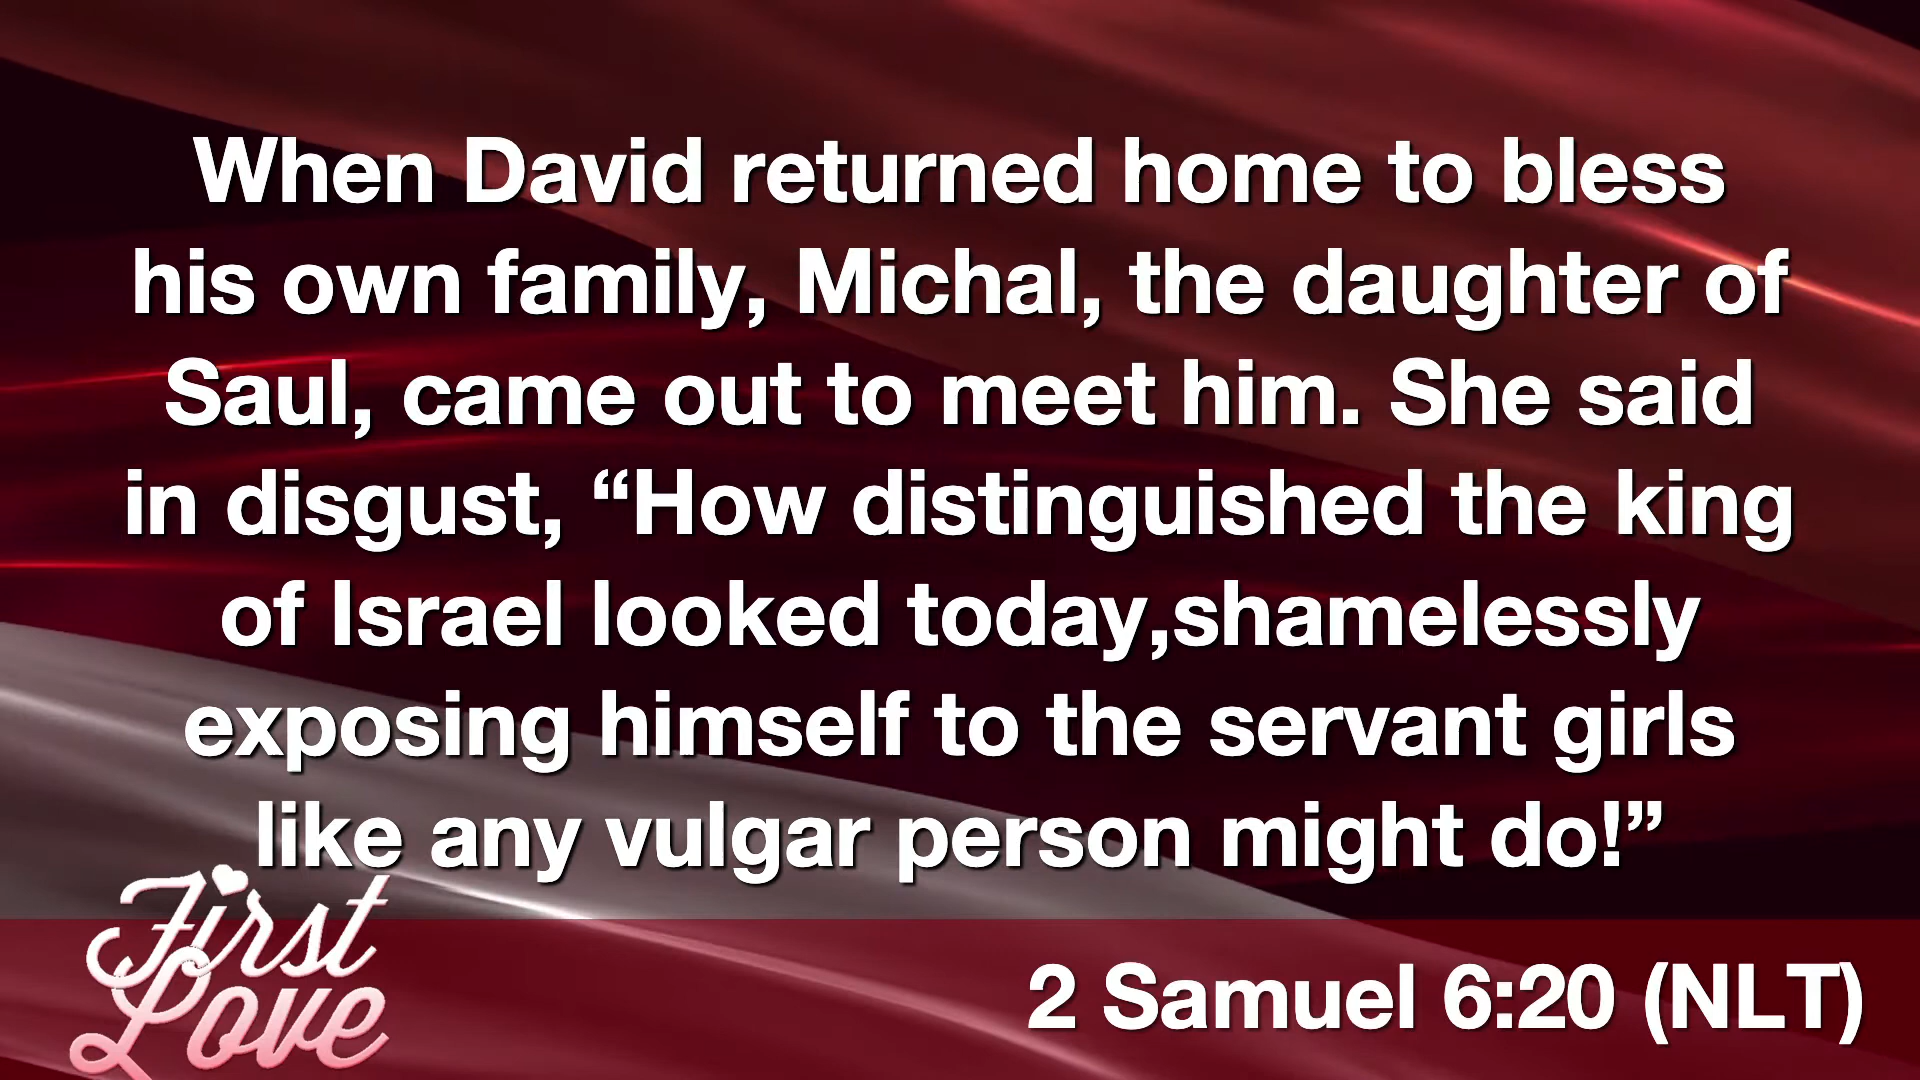 When David returned home to bless
his own family, Michal, the daughter of
Saul, came out to meet him. She said
in disgust, “How distinguished the king
of Israel looked today,shamelessly
exposing himself to the servant girls
like any vulgar person might do!”
First
Love
2 Samuel 6:20 (NLT)